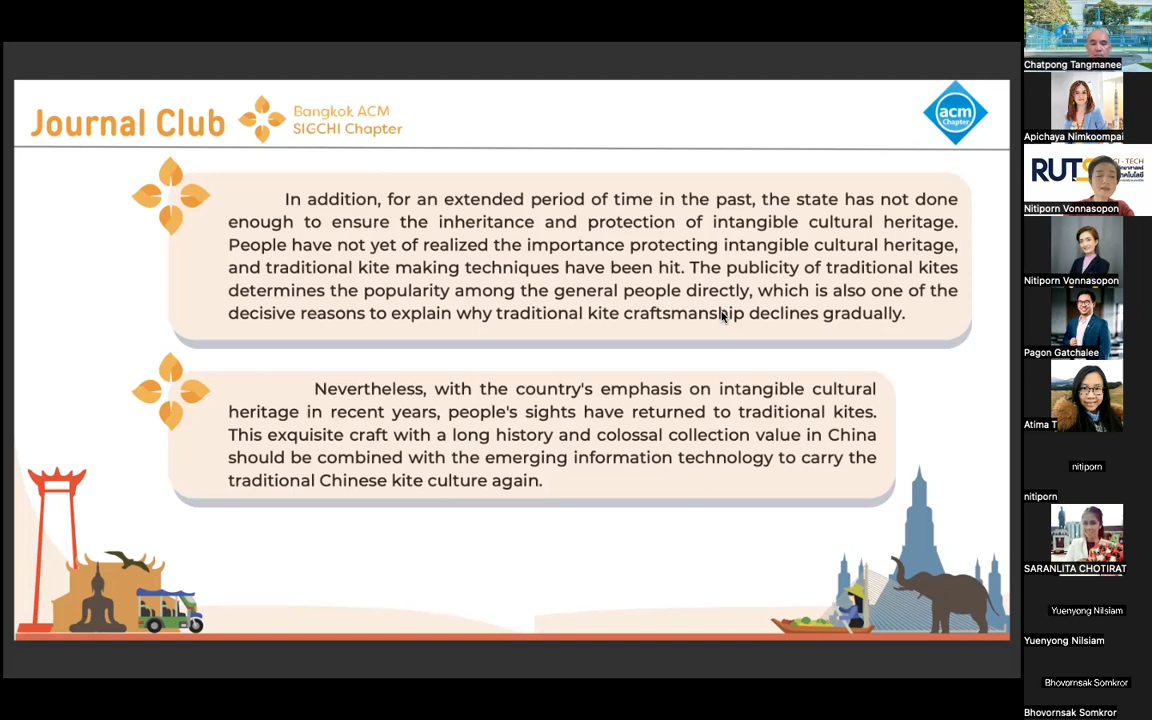 Journal Club
Bangkok ACM
SIGCHI Chapter
acm
Chapter
In addition, for an extended period of time in the past, the state has not done
enough to ensure the inheritance and protection of intangible cultural heritage.
People have not yet of realized the importance protecting intangible cultural heritage,
and traditional kite making techniques have been hit. The publicity of traditional kites
determines the popularity among the general people directly, which is also one of the
decisive reasons to explain why traditional kite craftsmanship declines gradually.
Nevertheless, with the country's emphasis on intangible cultural
heritage in recent years, people's sights have returned to traditional kites.
This exquisite craft with a long history and colossal collection value in China
should be combined with the emerging information technology to carry the
traditional Chinese kite culture again.
Chatpong Tangmanee
Apichaya Nimkoompai
RUTS
Nitiporn Vonnasopon
Nitiporn Vonnasopon
Pagon Gatchalee
Atima T
nitiporn
nitiporn
SARANLITA CHOTIRAT
Yuenyong Nilsiam
Yuenyong Nilsiam
Bhovornsak Somkror
Bhovornsak Somkror